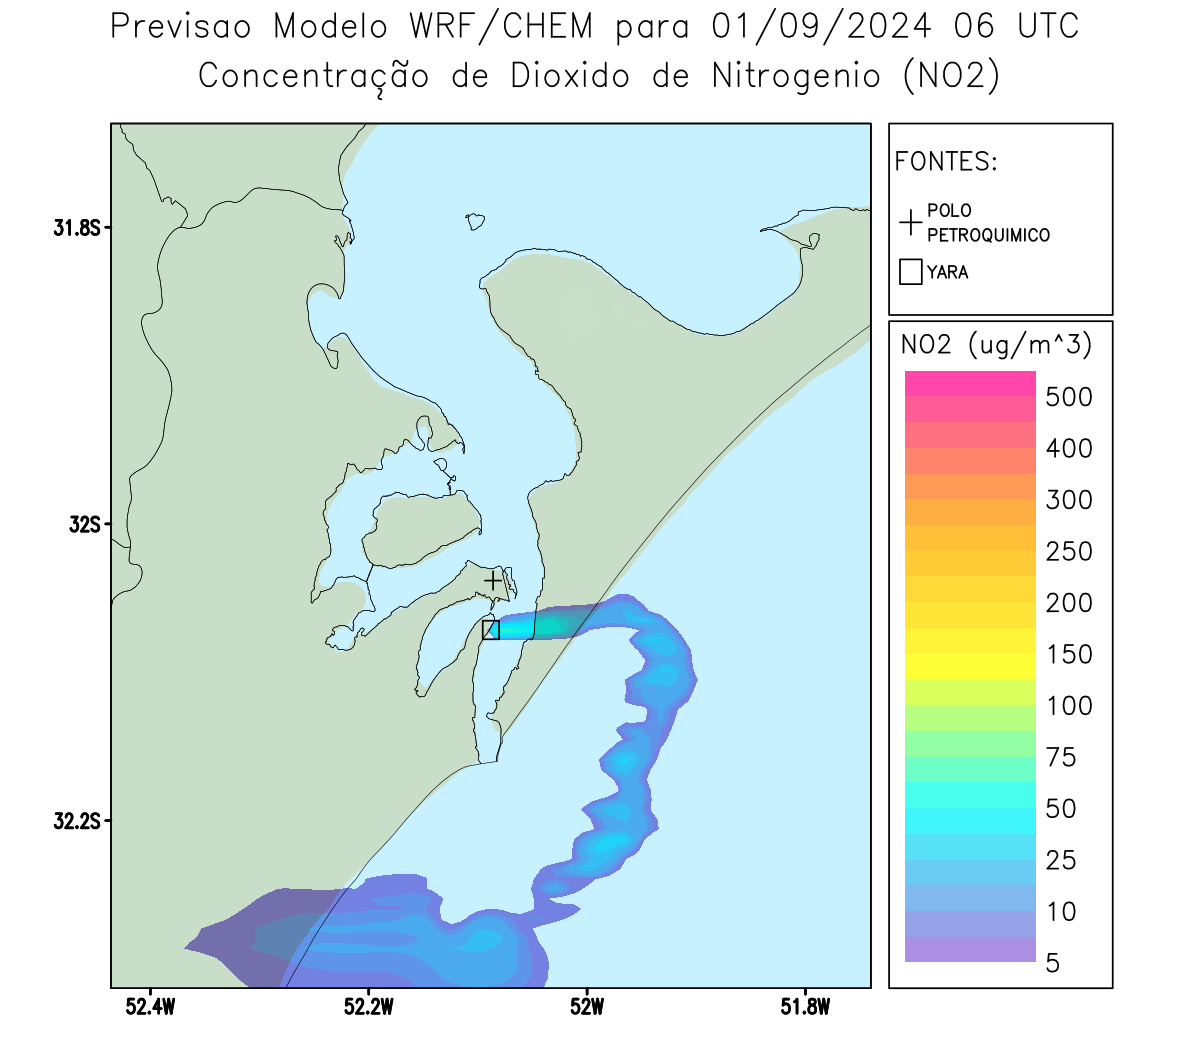 Previsao Modelo WRF/CHEM para 01/09/2024 06 UTC
Concentração de Dioxido de Nitrogenio (NO2)
FONTES:
POLO
PETROQUIMICO
YARA
NO2 (ug/m^3)
500
400
300
250
200
150
100
75
50
25
10
5
31.8S
32S
32.2S
52.4W
52.2W
52W
51.8W